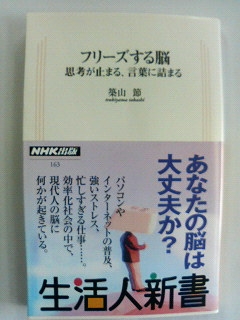 フリーズする脳
思考が止まる、言葉に詰まる
築山 節
tsukiyama takashi
NHK出版
163
あなたの脳は
大丈夫か?
パソコンや
インターネットの普及、
強いストレス、
忙しすぎる仕事……。
効率化社会の中で、
現代人の脳に
何かが起きている。
生活人新書